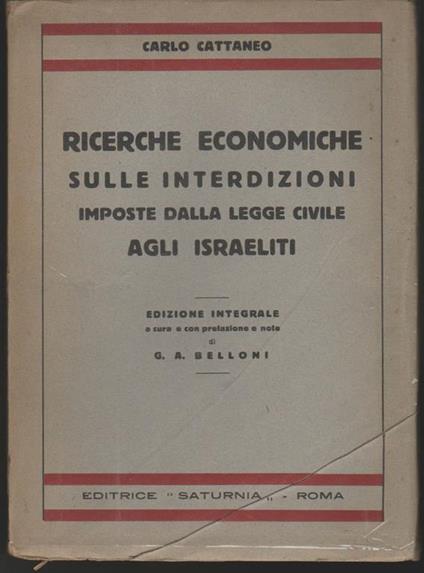 CARLO CATTANEO
RICERCHE ECONOMICHE
SULLE INTERDIZIONI
IMPOSTE DALLA LEGGE CIVILE
AGLI ISRAELITI
EDIZIONE INTEGRALE
a cura e con prefazione e note
di
G. A. BELLONI
EDITRICE "SATURNIA„ - ROMA